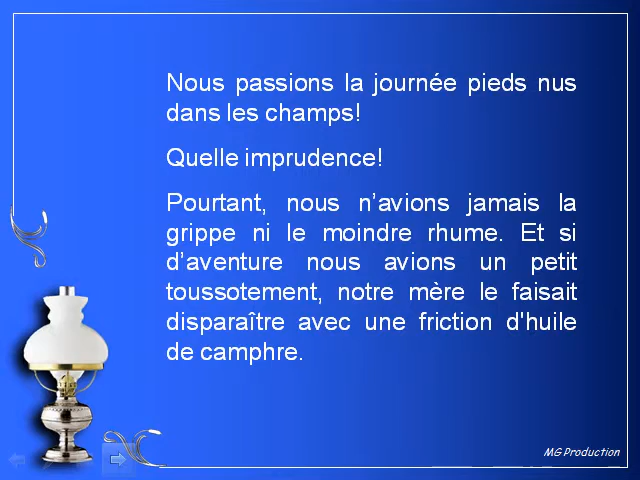 Nous passions la journée pieds nus
dans les champs!
Quelle imprudence!
Pourtant, nous n’avions jamais la
grippe ni le moindre rhume. Et si
d’aventure nous avions un petit
toussotement, notre mère le faisait
disparaître avec une friction d'huile
de camphre.
MG Production